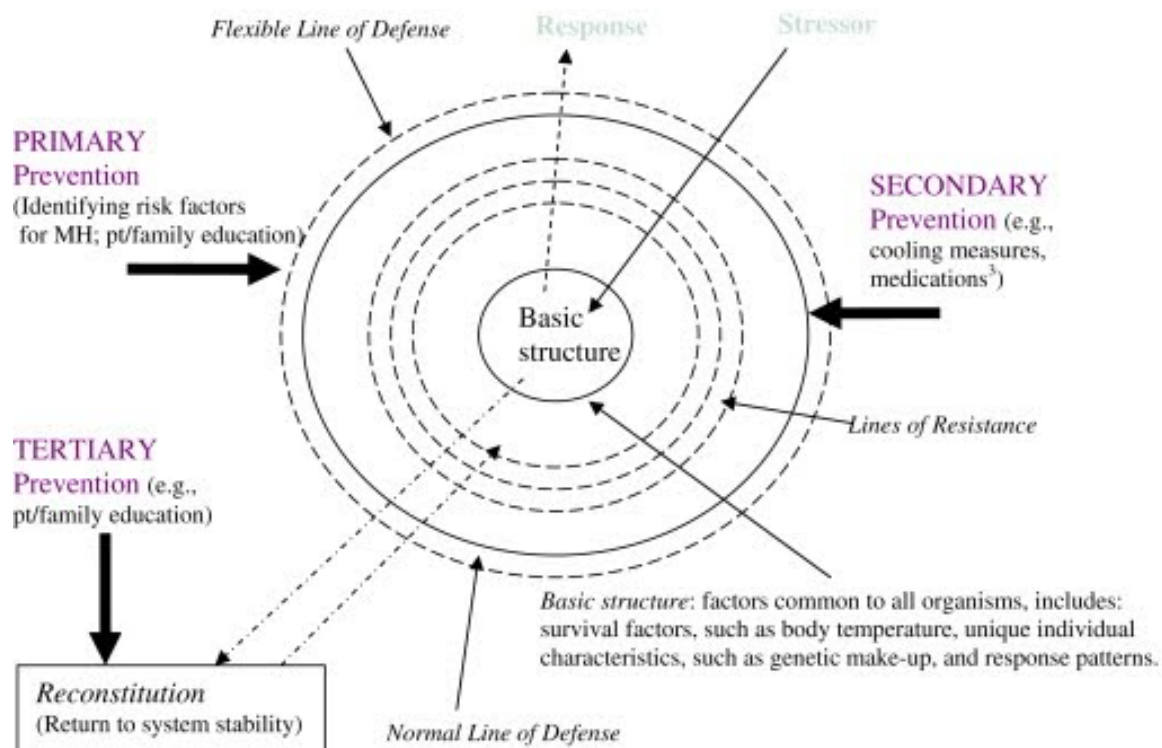 Flexible Line of Defense
Response
Stressor
PRIMARY
Prevention
(Identifying risk factors
for MH; pt/family education)
SECONDARY
Prevention (e.g.,
cooling measures,
medications³)
Basic
structure
Lines of Resistance
TERTIARY
Prevention (e.g.,
pt/family education)
Basic structure: factors common to all organisms, includes:
survival factors, such as body temperature, unique individual
characteristics, such as genetic make-up, and response patterns.
Reconstitution
(Return to system stability)
Normal Line of Defense